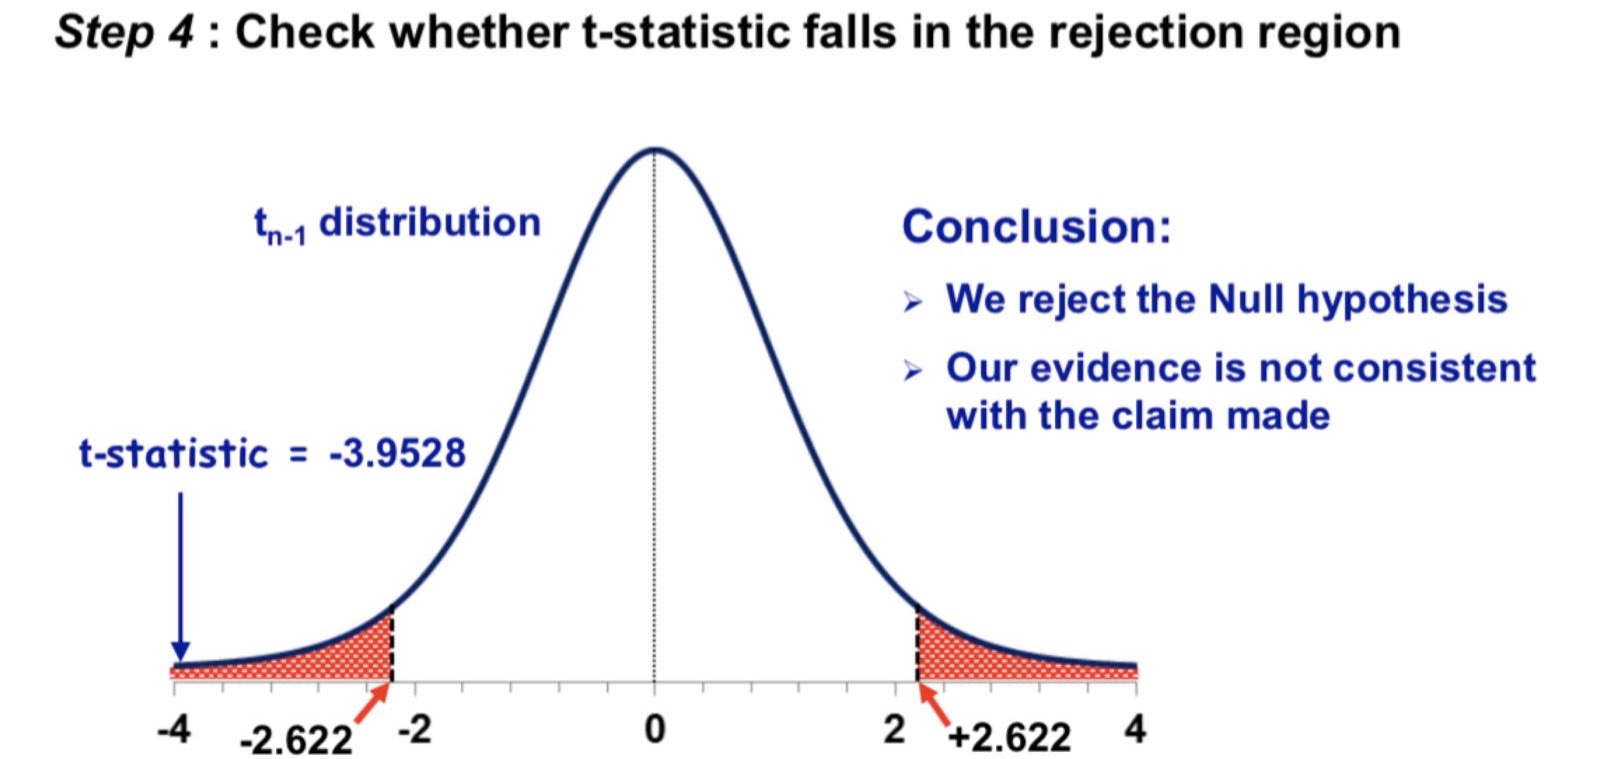 Step 4 : Check whether t-statistic falls in the rejection region
tn-1 distribution
Conclusion:
➢ We reject the Null hypothesis
➢ Our evidence is not consistent
with the claim made
t-statistic = -3.9528
-4 -2.622 -2 0 2 +2.622 4